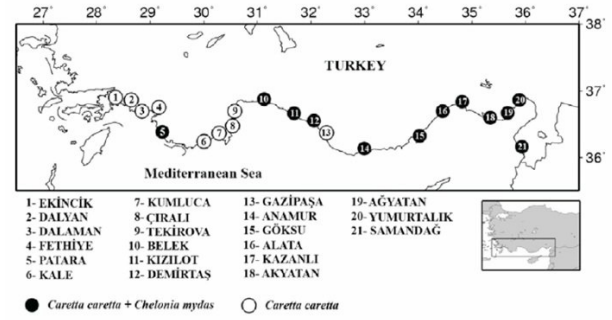 27° 28° 29° 30° 31° 32° 33° 34° 35° 36° 37°
38°
TURKEY
37°
36°
Mediterranean Sea
1 2 3 4 5 6 7 8 9 10 11 12 13 14 15 16 17 18 19 20 21
1- EKİNCİK 7- KUMLUCA 13- GAZİPAŞA 19- AĞYATAN
2- DALYAN 8- ÇIRALI 14- ANAMUR 20- YUMURTALIK
3- DALAMAN 9- TEKİROVA 15- GÖKSU 21- SAMANDAĞ
4- FETHİYE 10- BELEK 16- ALATA
5- PATARA 11- KIZILOT 17- KAZANLI
6- KALE 12- DEMİRTAŞ 18- AKYATAN
Caretta caretta + Chelonia mydas Caretta caretta